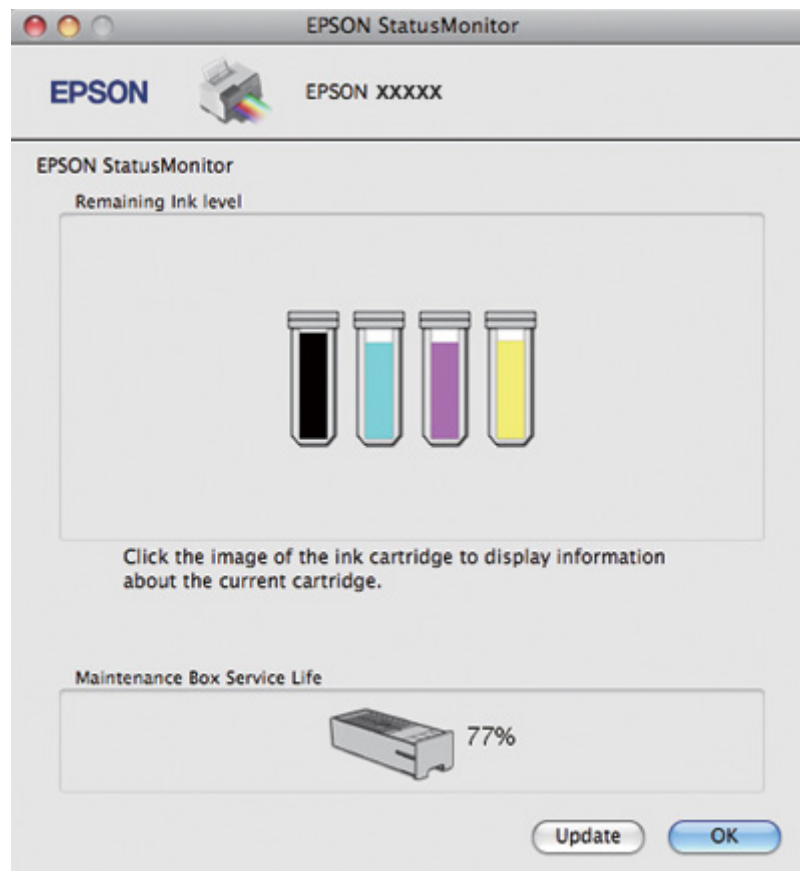 EPSON StatusMonitor
EPSON EPSON XXXXX
EPSON StatusMonitor
Remaining Ink level
Click the image of the ink cartridge to display information
about the current cartridge.
Maintenance Box Service Life
77%
Update OK